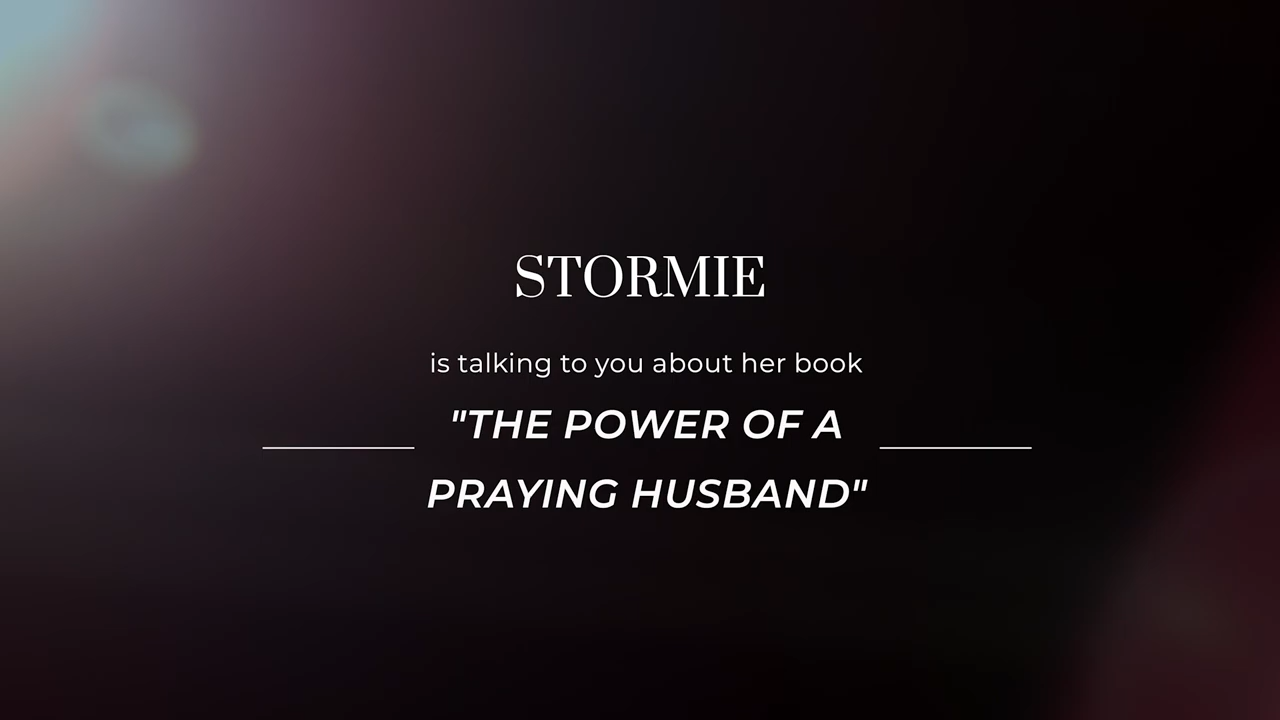 STORMIE
is talking to you about her book
"THE POWER OF A
PRAYING HUSBAND"